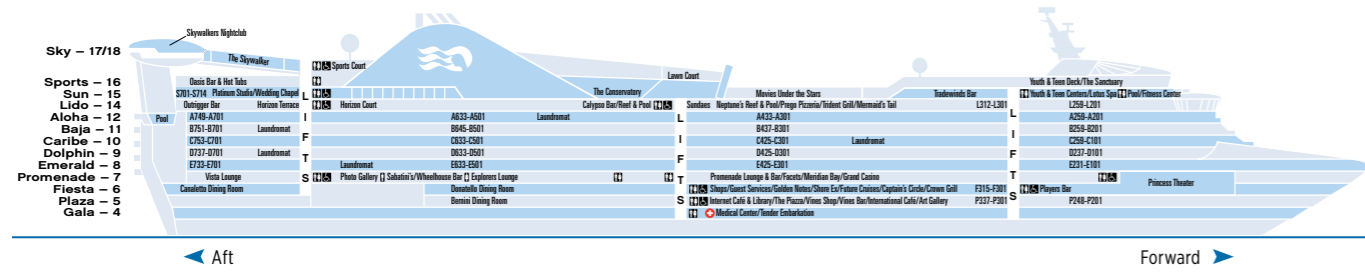 Skywalkers Nightclub
Sky – 17/18 The Skywalker Sports Court
Lawn Court
Sports – 16 Oasis Bar & Hot Tubs Youth & Teen Deck/The Sanctuary
Sun – 15 S701-S714 Platinum Studio/Wedding Chapel The Conservatory Movies Under the Stars Tradewinds Bar Youth & Teen Centers/Lotus Spa Pool/Fitness Center
Lido – 14 Outrigger Bar Horizon Terrace Horizon Court Calypso Bar/Reef & Pool Sundaes Neptune's Reef & Pool/Prego Pizzeria/Trident Grill/Mermaid's Tail L312-L301 L259-L201
Aloha – 12 Pool A749-A701 A633-A501 Laundromat A433-A301 A259-A201
Baja – 11 B751-B701 Laundromat B645-B501 B437-B301 B259-B201
Caribe – 10 C753-C701 C633-C501 C425-C301 Laundromat C259-C101
Dolphin – 9 D737-D701 Laundromat D633-D501 D425-D301 D237-D101
Emerald – 8 E733-E701 Laundromat E633-E501 E425-E301 E231-E101
Promenade – 7 Vista Lounge Photo Gallery Sabatini's/Wheelhouse Bar Explorers Lounge Promenade Lounge & Bar/Facets/Meridian Bay/Grand Casino Princess Theater
Fiesta – 6 Canaletto Dining Room Donatello Dining Room Shops/Guest Services/Golden Notes/Shore Ex/Future Cruises/Captain's Circle/Crown Grill F315-F301 Players Bar
Plaza – 5 Bernini Dining Room Internet Café & Library/The Piazza/Vines Shop/Vines Bar/International Café/Art Gallery P337-P301 P248-P201
Gala – 4 Medical Center/Tender Embarkation
LIFTS
LIFTS
LIFTS
Aft Forward